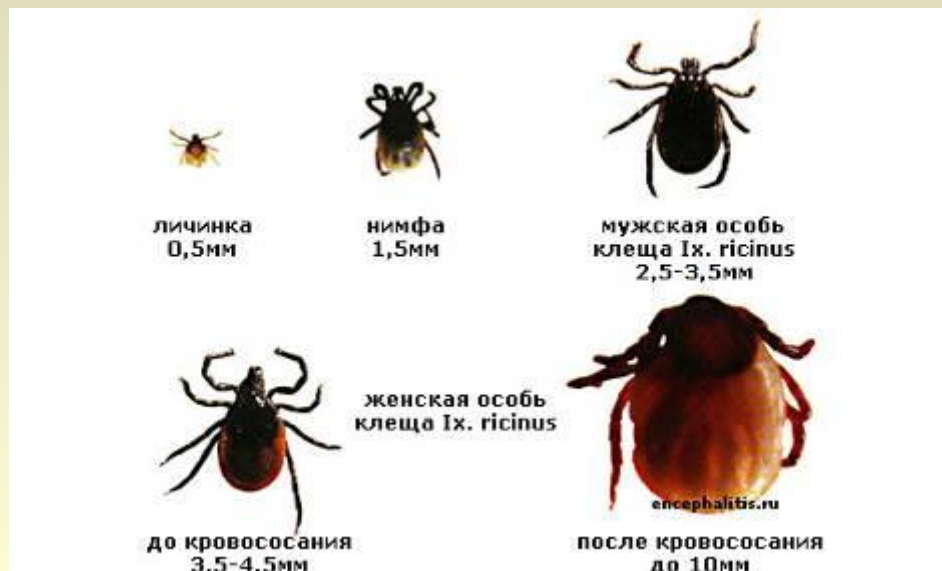 личинка
0,5мм
нимфа
1,5мм
мужская особь
клеща Ix. ricinus
2,5-3,5мм
женская особь
клеща Ix. ricinus
encephalitis.ru
до кровососания
3,5-4,5мм
после кровососания
до 10мм